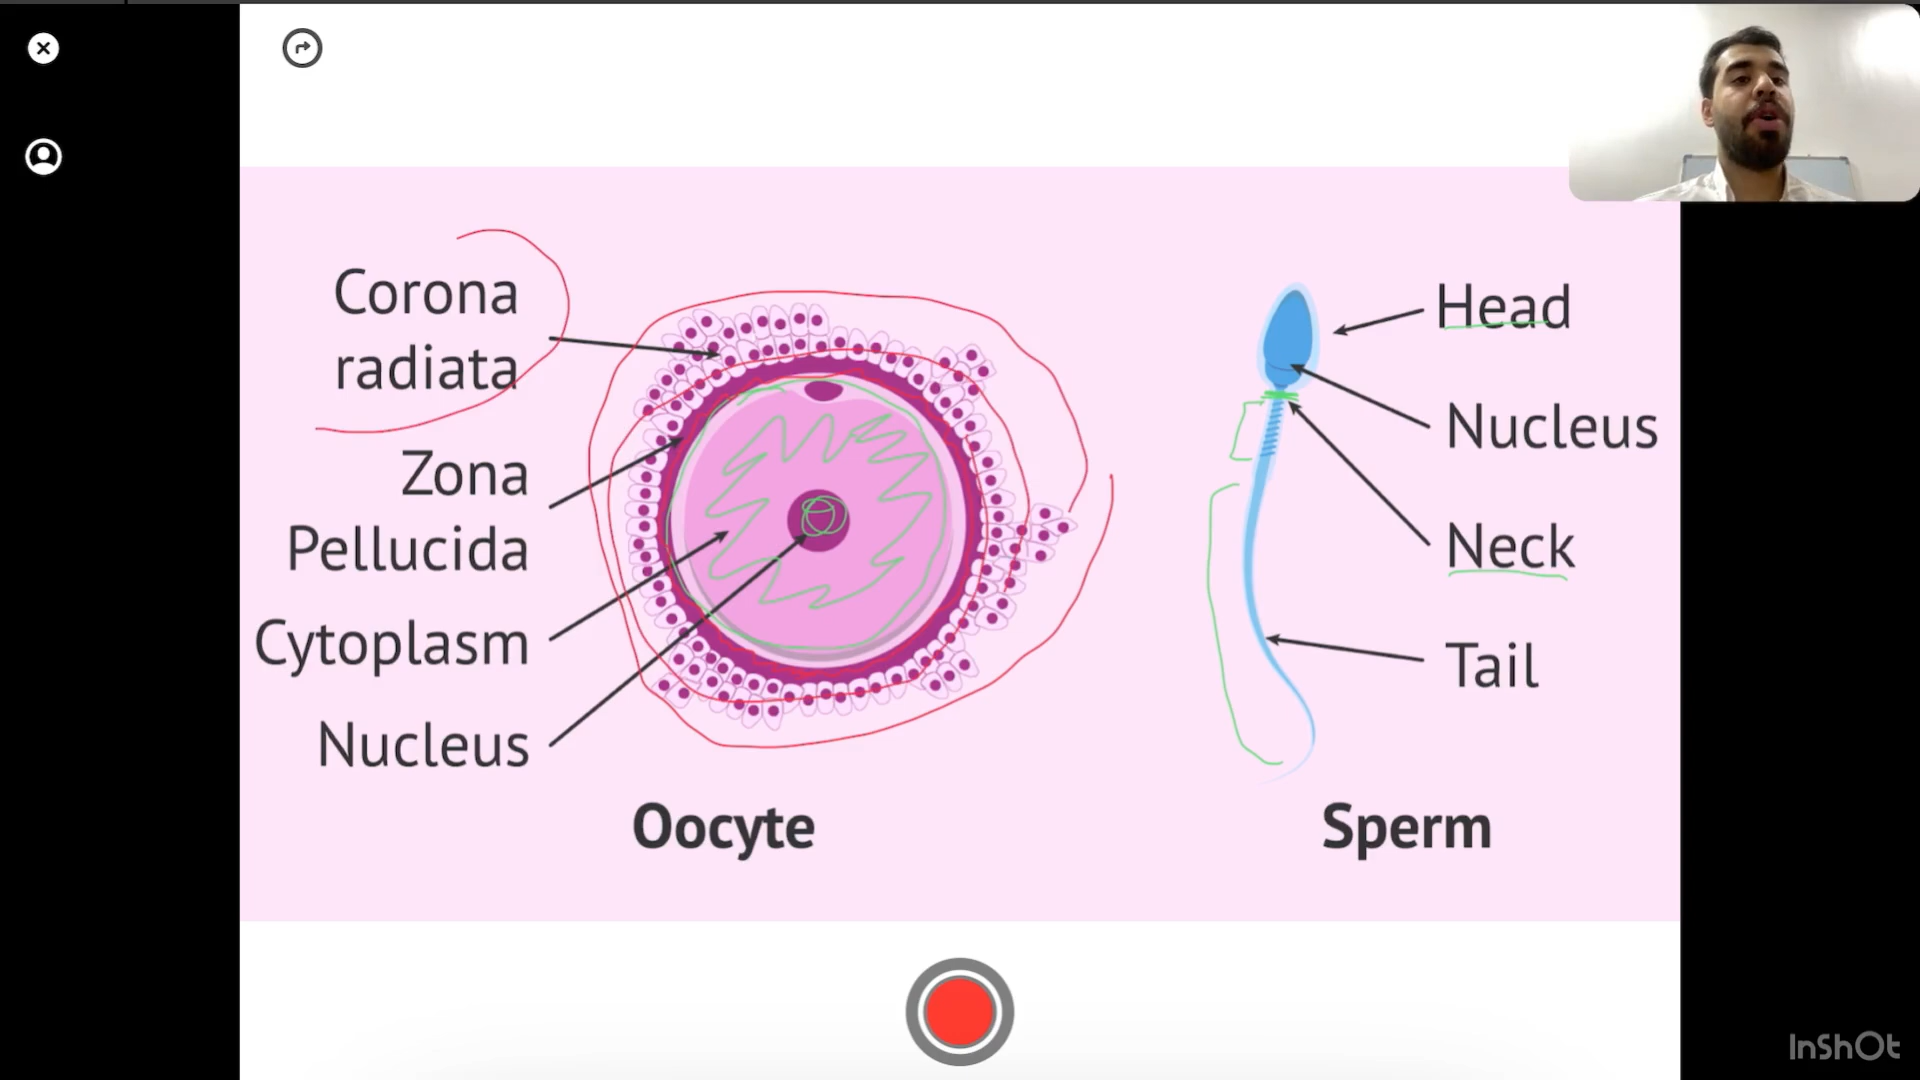 Corona
radiata
Zona
Pellucida
Cytoplasm
Nucleus
Oocyte
Head
Nucleus
Neck
Tail
Sperm
InShOt